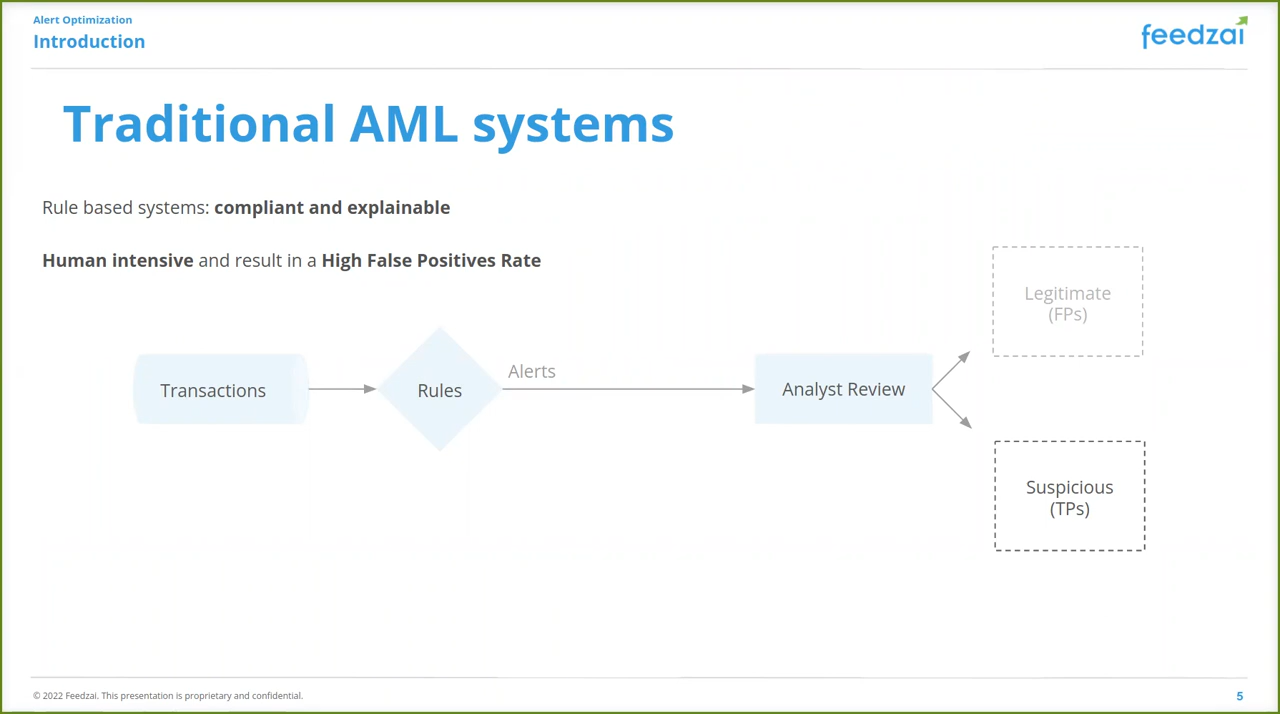 Alert Optimization
Introduction
feedzai
Traditional AML systems
Rule based systems: compliant and explainable
Human intensive and result in a High False Positives Rate
Transactions
Rules
Alerts
Analyst Review
Legitimate
(FPs)
Suspicious
(TPs)
© 2022 Feedzai. This presentation is proprietary and confidential.
5